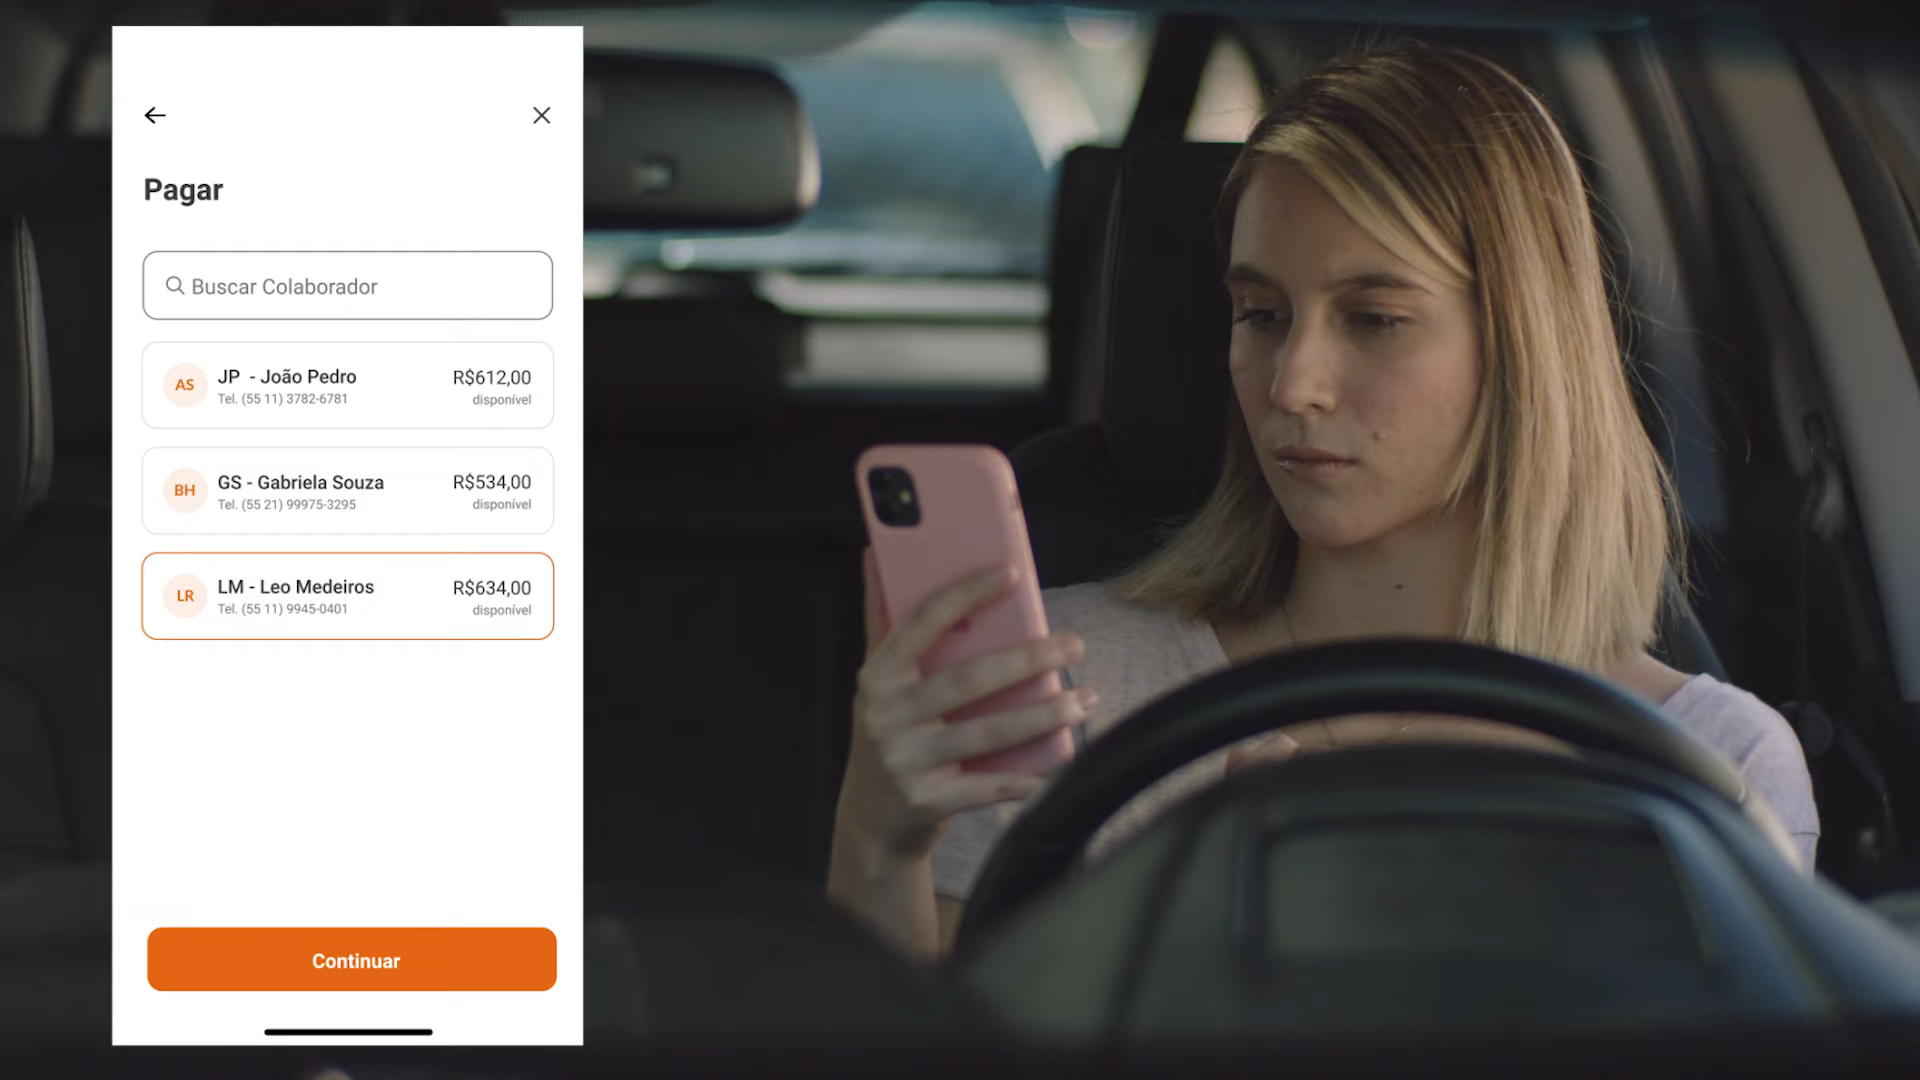 Pagar
Buscar Colaborador
AS
JP - João Pedro
R$612,00
Tel. (55 11) 3782-6781
disponível
BH
GS - Gabriela Souza
R$534,00
Tel. (55 21) 99975-3295
disponível
LR
LM - Leo Medeiros
R$634,00
Tel. (55 11) 9945-0401
disponível
Continuar